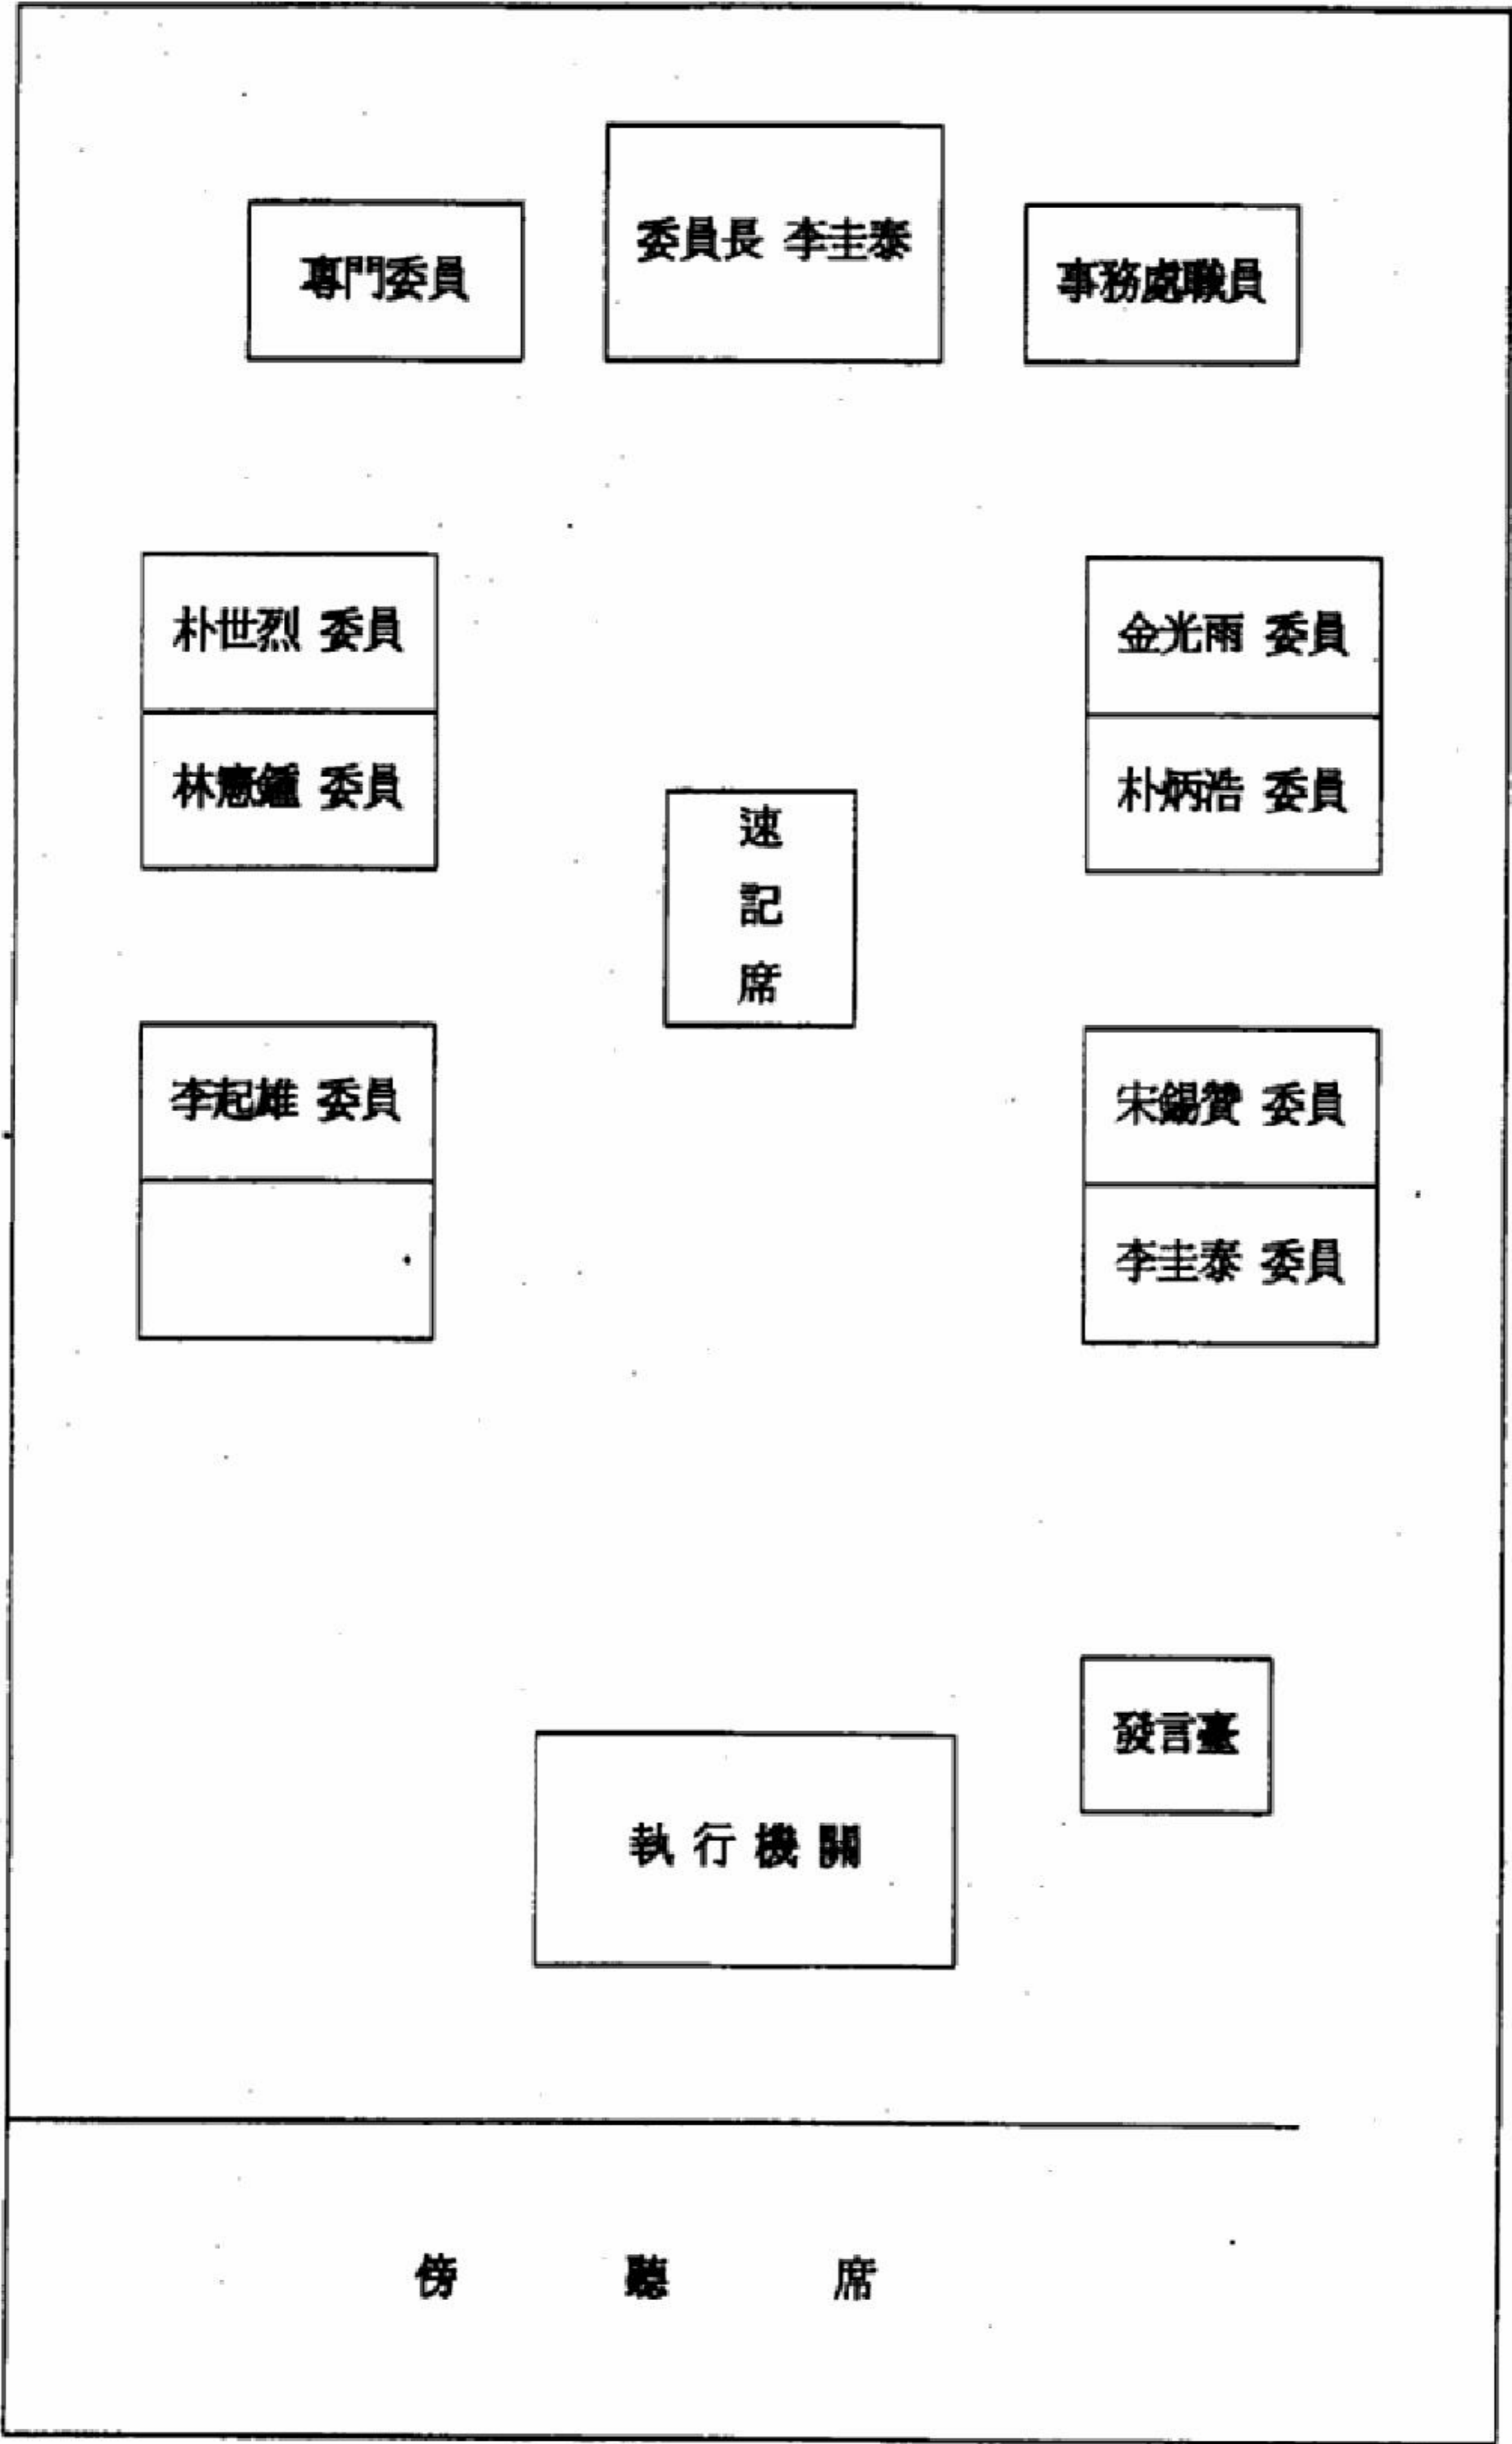 委員長 李圭泰
專門委員
事務處職員
朴世烈 委員
金光雨 委員
林憲鍾 委員
朴炳浩 委員
速
記
席
李起雄 委員
宋錫贊 委員
李圭泰 委員
發言臺
執行機關
傍聽席